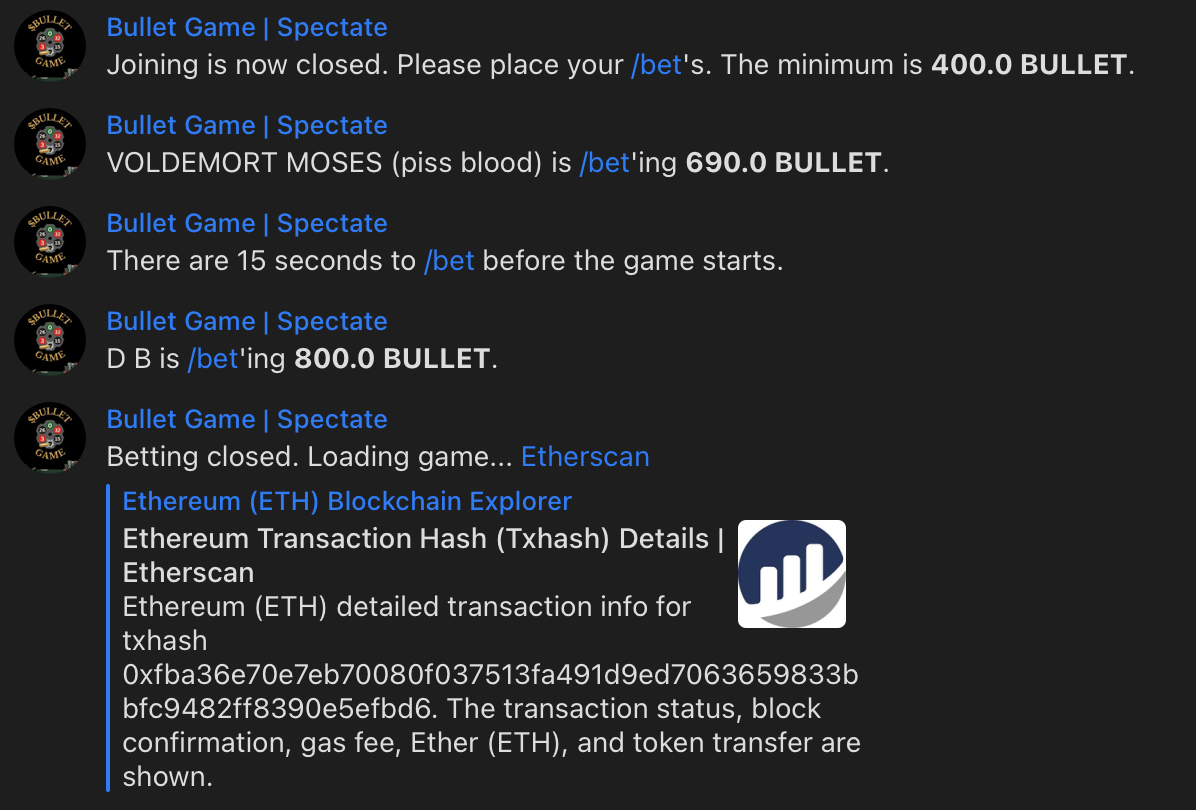 Bullet Game | Spectate
Joining is now closed. Please place your /bet's. The minimum is 400.0 BULLET.
Bullet Game | Spectate
VOLDEMORT MOSES (piss blood) is /bet'ing 690.0 BULLET.
Bullet Game | Spectate
There are 15 seconds to /bet before the game starts.
Bullet Game | Spectate
D B is /bet'ing 800.0 BULLET.
Bullet Game | Spectate
Betting closed. Loading game... Etherscan
Ethereum (ETH) Blockchain Explorer
Ethereum Transaction Hash (Txhash) Details |
Etherscan
Ethereum (ETH) detailed transaction info for
txhash
0xfba36e70e7eb70080f037513fa491d9ed7063659833b
bfc9482ff8390e5efbd6. The transaction status, block
confirmation, gas fee, Ether (ETH), and token transfer are
shown.